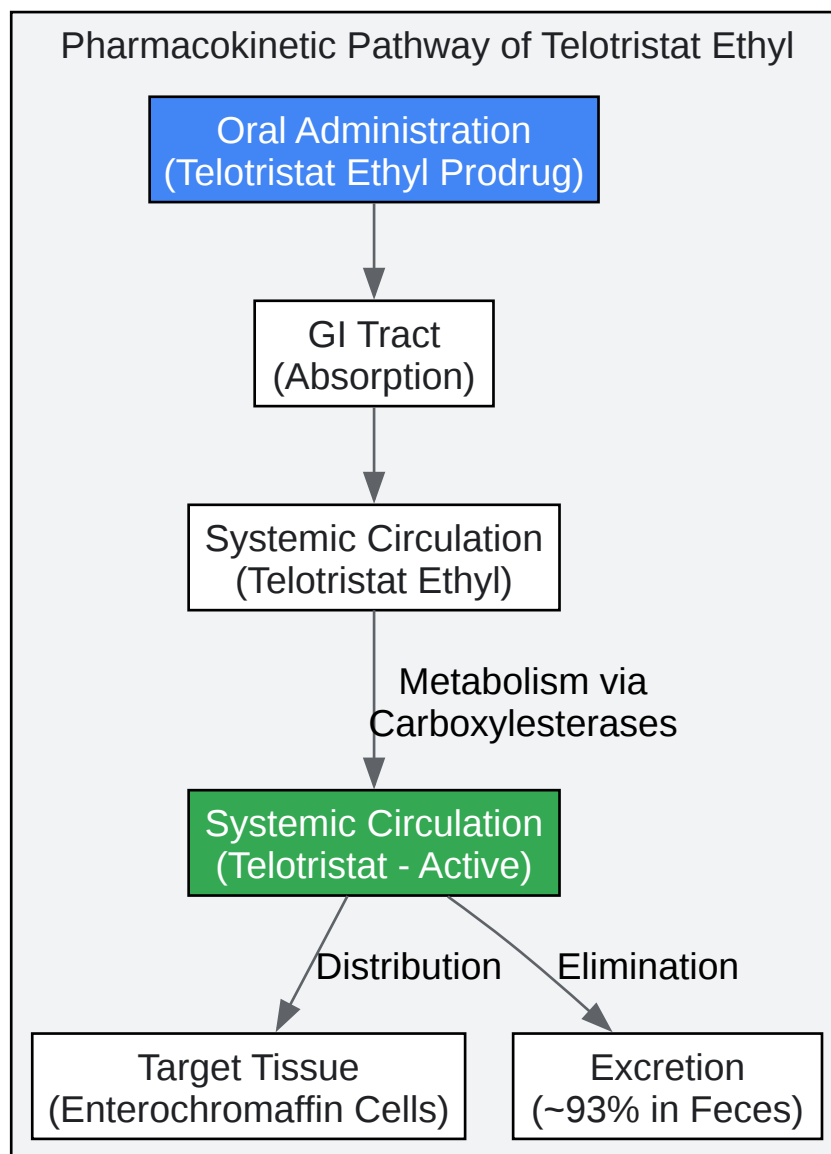 Pharmacokinetic Pathway of Telotristat Ethyl
Oral Administration
(Telotristat Ethyl Prodrug)
GI Tract
(Absorption)
Systemic Circulation
(Telotristat Ethyl)
Metabolism via
Carboxylesterases
Systemic Circulation
(Telotristat - Active)
Distribution
Elimination
Target Tissue
(Enterochromaffin Cells)
Excretion
(~93% in Feces)